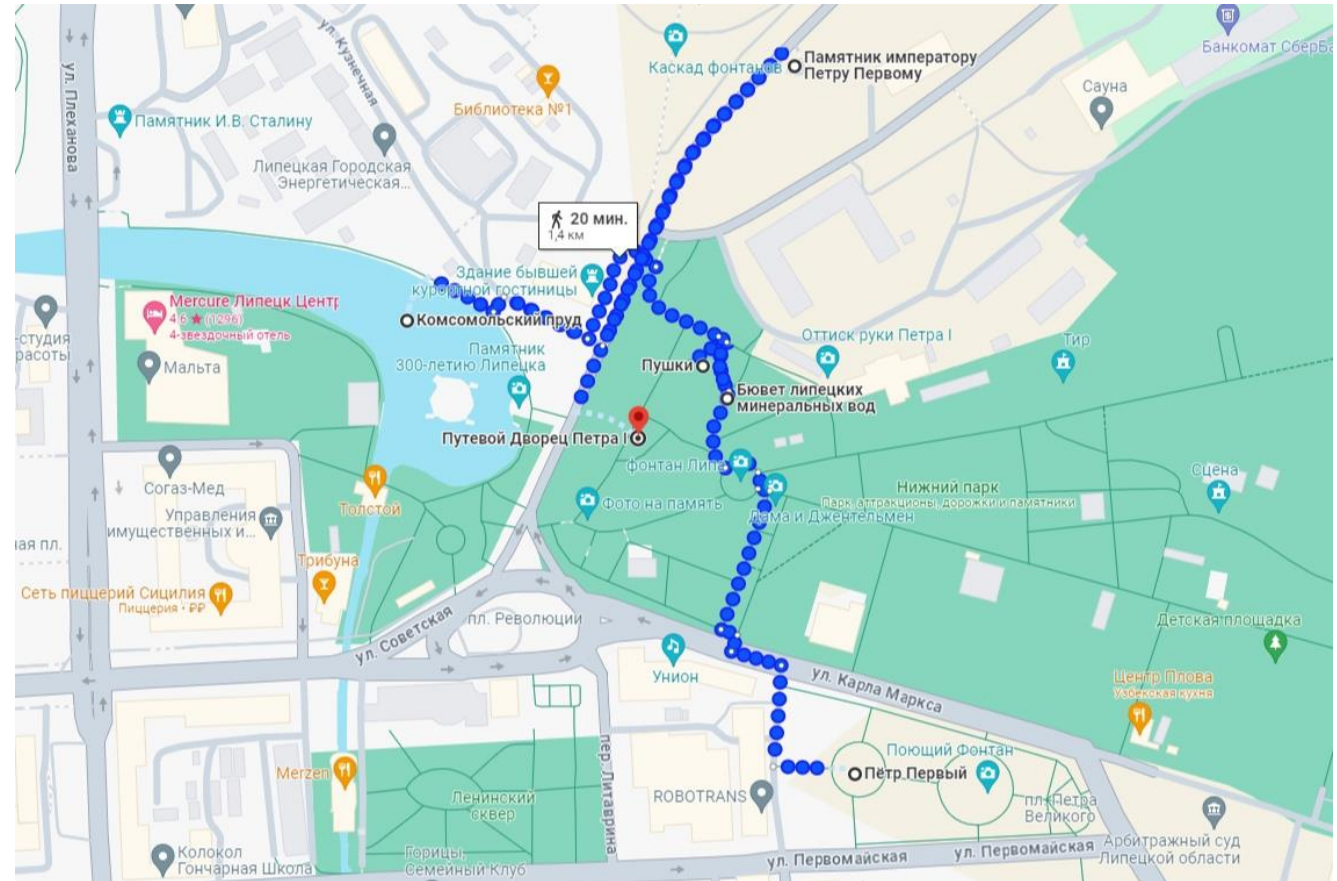 ул. Кузнечная
Банкомат СберБа
Каскад фонтанов
Памятник императору
Петру Первому
ул. Плеханова
Сауна
Библиотека №1
Памятник И.В. Сталину
Липецкая Городская
Энергетическая...
20 мин.
1,4 км
Здание бывшей
курортной гостиницы
Mercure Липецк Центр
4,6 ★ (1296)
4-звездочный отель
Комсомольский пруд
-студия
расоты
Мальта
Памятник
300-летию Липецка
Оттиск руки Петра I
Тир
Пушки
Бювет липецких
минеральных вод
Путевой Дворец Петра I
фонтан Липа
Сцена
Согаз-Мед
Толстой
Фото на память
Нижний парк
Парк, аттракционы, дорожки и памятники
Дама и Джентельмен
Управления
имущественных и...
ая пл.
Трибуна
Сеть пиццерий Сицилия
Пиццерия · ₽₽
пл. Революции
ул. Советская
Детская площадка
Унион
ул. Карла Маркса
Центр Плова
Узбекская кухня
Поющий Фонтан
Пётр Первый
Merzen
пер. Литаврина
Ленинский
сквер
ROBOTRANS
пл. Петра
Великого
Арбитражный суд
Липецкой области
Колокол
Гончарная Школа
Горицы,
Семейный Клуб
ул. Первомайская
ул. Первомайская